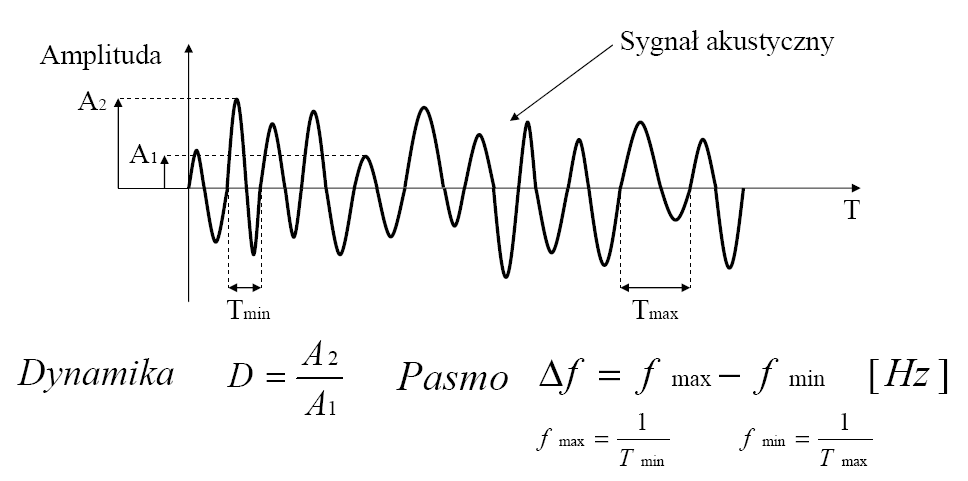 Amplituda
Sygnał akustyczny
A2
A1
T
Tmin
Tmax
Dynamika D = A2 / A1 Pasmo Δf = f max − f min [Hz]
f max = 1 / T min f min = 1 / T max